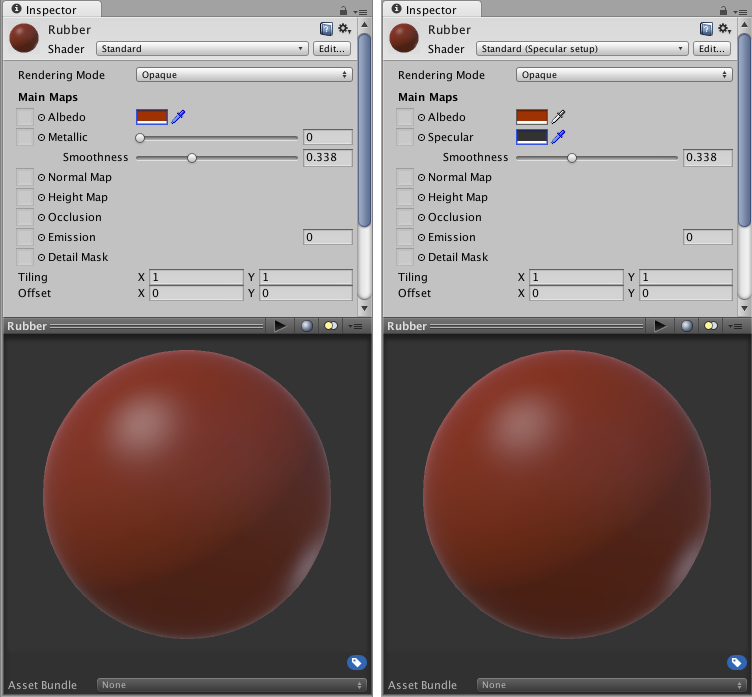 Inspector
Rubber
Shader Standard Edit...
Rendering Mode Opaque
Main Maps
Albedo
Metallic 0
Smoothness 0.338
Normal Map
Height Map
Occlusion
Emission 0
Detail Mask
Tiling X 1 Y 1
Offset X 0 Y 0
Rubber
Asset Bundle None
Inspector
Rubber
Shader Standard (Specular setup) Edit...
Rendering Mode Opaque
Main Maps
Albedo
Specular
Smoothness 0.338
Normal Map
Height Map
Occlusion
Emission 0
Detail Mask
Tiling X 1 Y 1
Offset X 0 Y 0
Rubber
Asset Bundle None